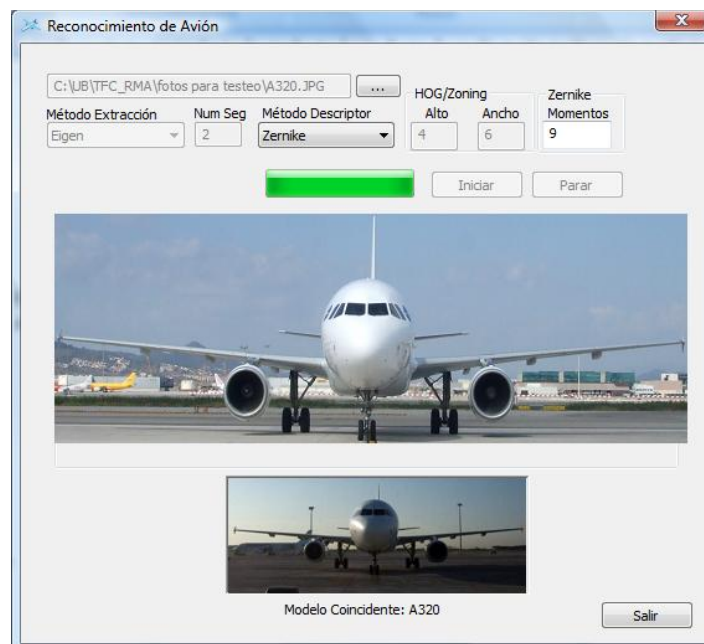 Reconocimiento de Avión
C:\UB\TFC_RMA\fotos para testeo\A320.JPG
...
HOG/Zoning
Zernike
Método Extracción
Num Seg
Método Descriptor
Alto
Ancho
Momentos
Eigen
2
Zernike
4
6
9
Iniciar
Parar
Modelo Coincidente: A320
Salir